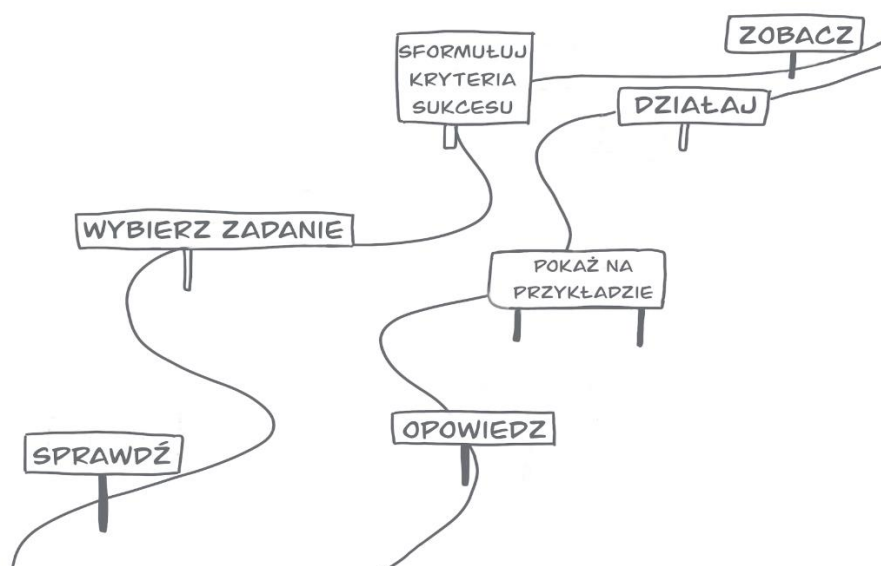 ZOBACZ
SFORMUŁUJ
KRYTERIA
SUKCESU
DZIAŁAJ
WYBIERZ ZADANIE
POKAŻ NA
PRZYKŁADZIE
OPOWIEDZ
SPRAWDŹ